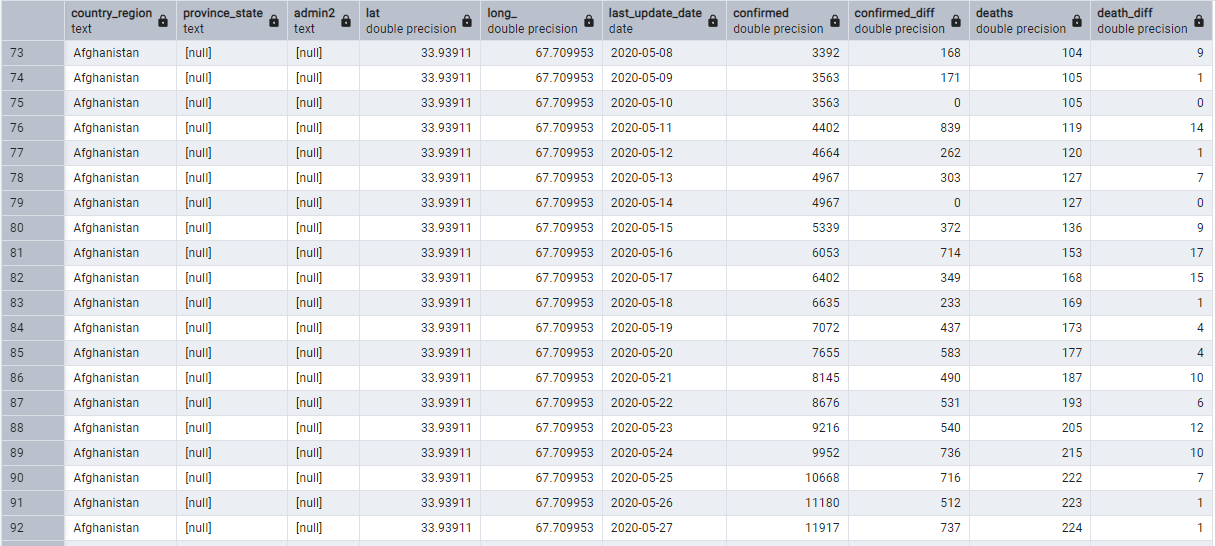 country_region province_state admin2 lat long_ last_update_date confirmed confirmed_diff deaths death_diff
text text text double precision double precision date double precision double precision double precision double precision
73 Afghanistan [null] [null] 33.93911 67.709953 2020-05-08 3392 168 104 9
74 Afghanistan [null] [null] 33.93911 67.709953 2020-05-09 3563 171 105 1
75 Afghanistan [null] [null] 33.93911 67.709953 2020-05-10 3563 0 105 0
76 Afghanistan [null] [null] 33.93911 67.709953 2020-05-11 4402 839 119 14
77 Afghanistan [null] [null] 33.93911 67.709953 2020-05-12 4664 262 120 1
78 Afghanistan [null] [null] 33.93911 67.709953 2020-05-13 4967 303 127 7
79 Afghanistan [null] [null] 33.93911 67.709953 2020-05-14 4967 0 127 0
80 Afghanistan [null] [null] 33.93911 67.709953 2020-05-15 5339 372 136 9
81 Afghanistan [null] [null] 33.93911 67.709953 2020-05-16 6053 714 153 17
82 Afghanistan [null] [null] 33.93911 67.709953 2020-05-17 6402 349 168 15
83 Afghanistan [null] [null] 33.93911 67.709953 2020-05-18 6635 233 169 1
84 Afghanistan [null] [null] 33.93911 67.709953 2020-05-19 7072 437 173 4
85 Afghanistan [null] [null] 33.93911 67.709953 2020-05-20 7655 583 177 4
86 Afghanistan [null] [null] 33.93911 67.709953 2020-05-21 8145 490 187 10
87 Afghanistan [null] [null] 33.93911 67.709953 2020-05-22 8676 531 193 6
88 Afghanistan [null] [null] 33.93911 67.709953 2020-05-23 9216 540 205 12
89 Afghanistan [null] [null] 33.93911 67.709953 2020-05-24 9952 736 215 10
90 Afghanistan [null] [null] 33.93911 67.709953 2020-05-25 10668 716 222 7
91 Afghanistan [null] [null] 33.93911 67.709953 2020-05-26 11180 512 223 1
92 Afghanistan [null] [null] 33.93911 67.709953 2020-05-27 11917 737 224 1